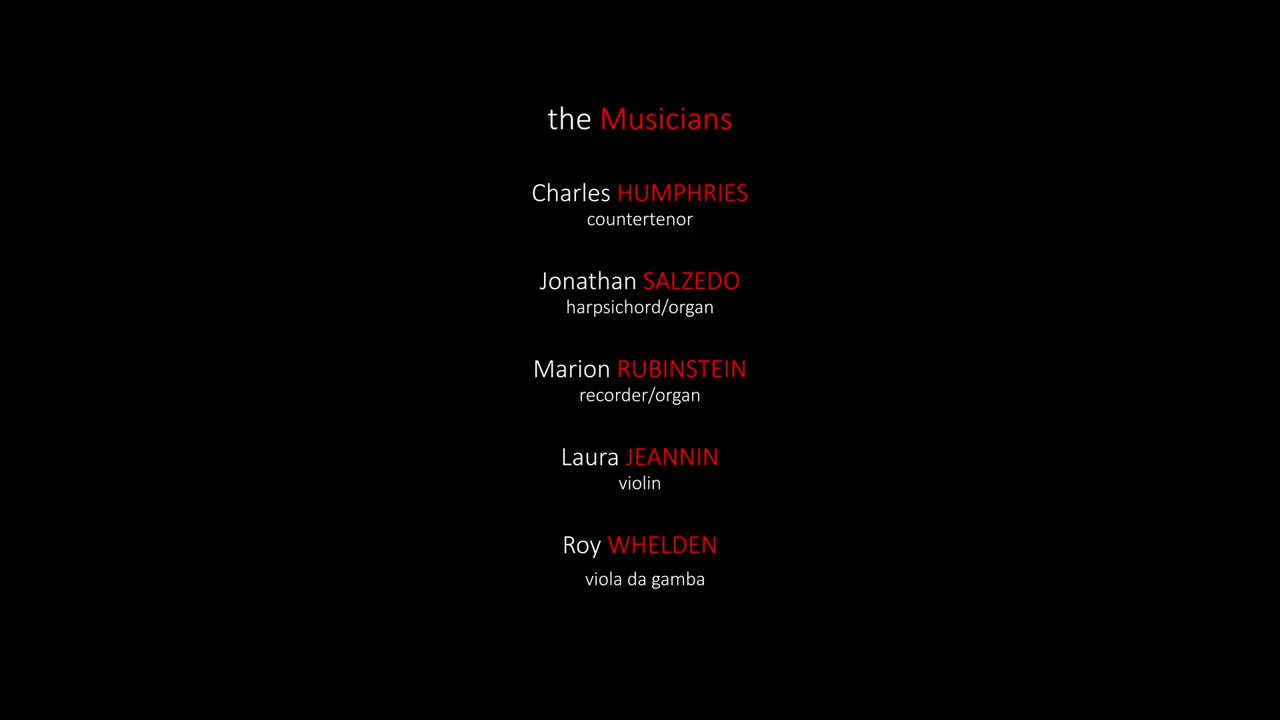 the Musicians
Charles HUMPHRIES
countertenor
Jonathan SALZEDO
harpsichord/organ
Marion RUBINSTEIN
recorder/organ
Laura JEANNIN
violin
Roy WHELDEN
viola da gamba